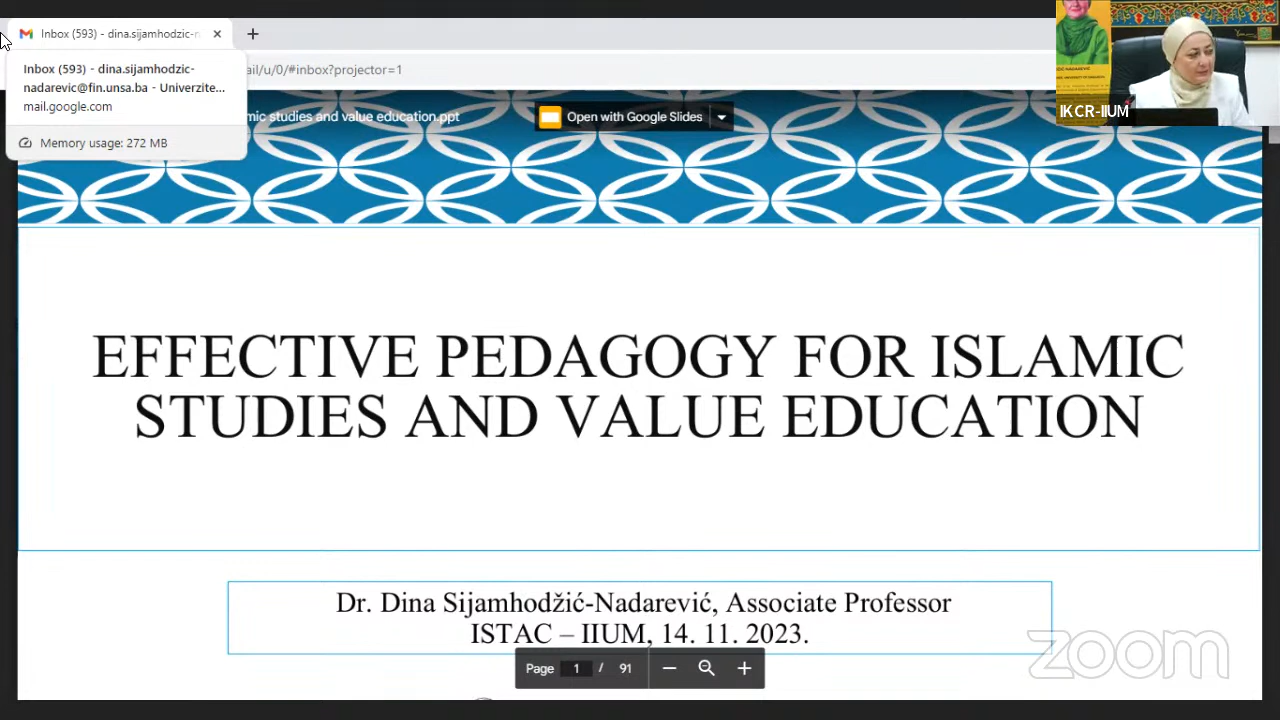 Inbox (593) - dina.sijamhodzic-n
Inbox (593) - dina.sijamhodzic-
nadarevic@fin.unsa.ba - Univerzite...
mail.google.com
Memory usage: 272 MB
ail/u/0/#inbox?projector=1
mic studies and value education.ppt
Open with Google Slides
IKCR-IIUM
EFFECTIVE PEDAGOGY FOR ISLAMIC
STUDIES AND VALUE EDUCATION
Dr. Dina Sijamhodžić-Nadarević, Associate Professor
ISTAC – IIUM, 14. 11. 2023.
Page 1 / 91
zoom